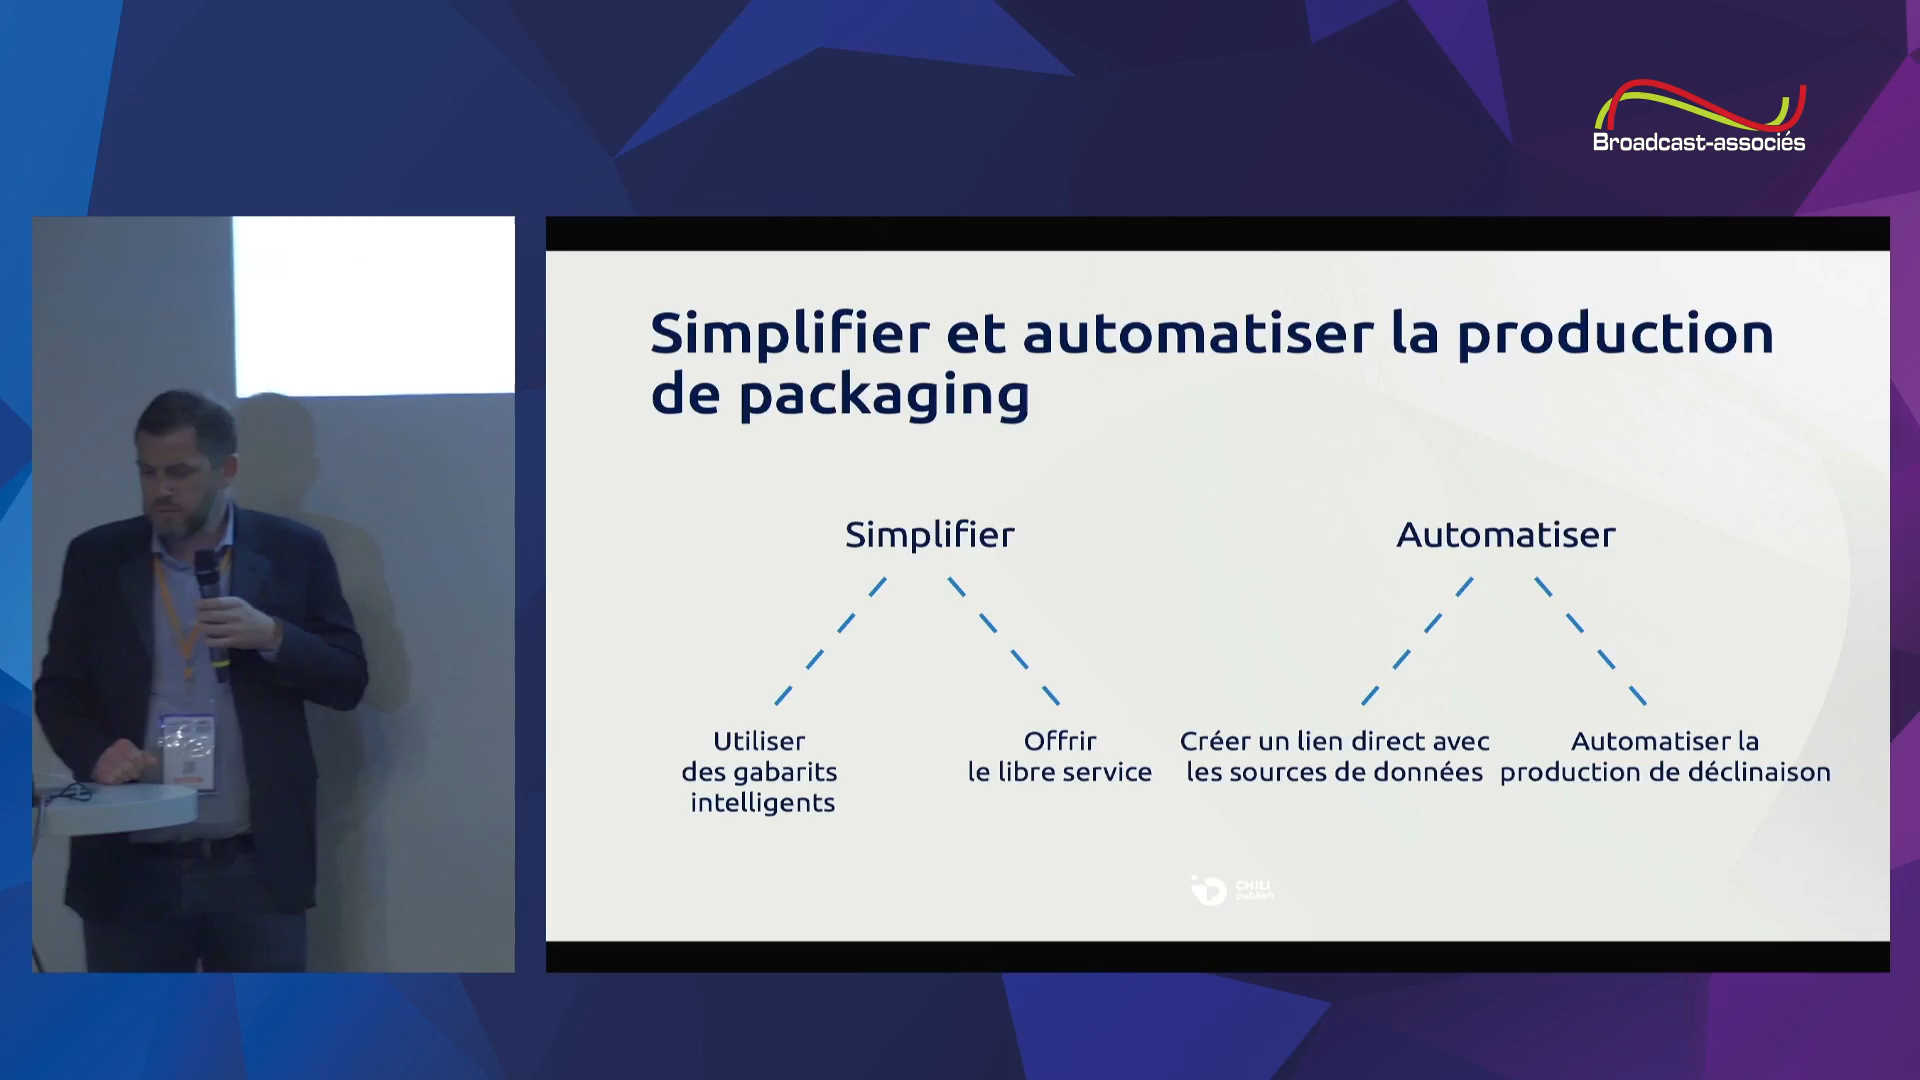 Broadcast-associés
Simplifier et automatiser la production
de packaging
Simplifier
Automatiser
Utiliser
des gabarits
intelligents
Offrir
le libre service
Créer un lien direct avec
les sources de données
Automatiser la
production de déclinaison
CHILI
publish